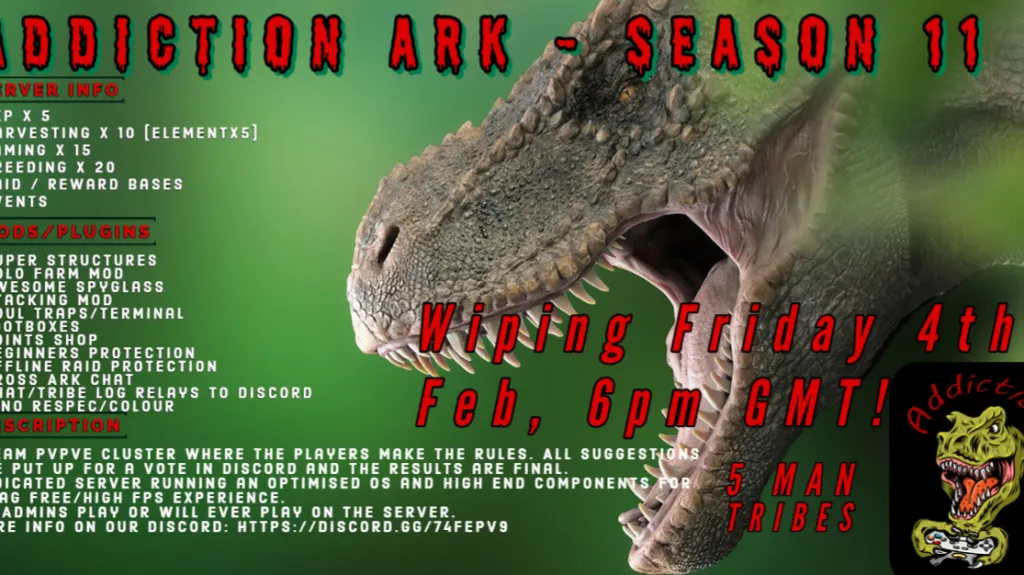 ADDICTION ARK - SEASON 11
ERVER INFO
XP X 5
ARVESTING X 10 [ELEMENTX5]
AMING X 15
REEDING X 20
AID / REWARD BASES
VENTS
ODS/PLUGINS
UPER STRUCTURES
OLO FARM MOD
WESOME SPYGLASS
TACKING MOD
OUL TRAPS/TERMINAL
OOTBOXES
OINTS SHOP
EGINNERS PROTECTION
FFLINE RAID PROTECTION
ROSS ARK CHAT
HAT/TRIBE LOG RELAYS TO DISCORD
NO RESPEC/COLOUR
ESCRIPTION
EAM PVPVE CLUSTER WHERE THE PLAYERS MAKE THE RULES. ALL SUGGESTIONS
E PUT UP FOR A VOTE IN DISCORD AND THE RESULTS ARE FINAL.
DICATED SERVER RUNNING AN OPTIMISED OS AND HIGH END COMPONENTS FOR
AG FREE/HIGH FPS EXPERIENCE.
ADMINS PLAY OR WILL EVER PLAY ON THE SERVER.
RE INFO ON OUR DISCORD: HTTPS://DISCORD.GG/74FEPV9
Wiping Friday 4th
Feb, 6pm GMT!
5 MAN
TRIBES
Addictio